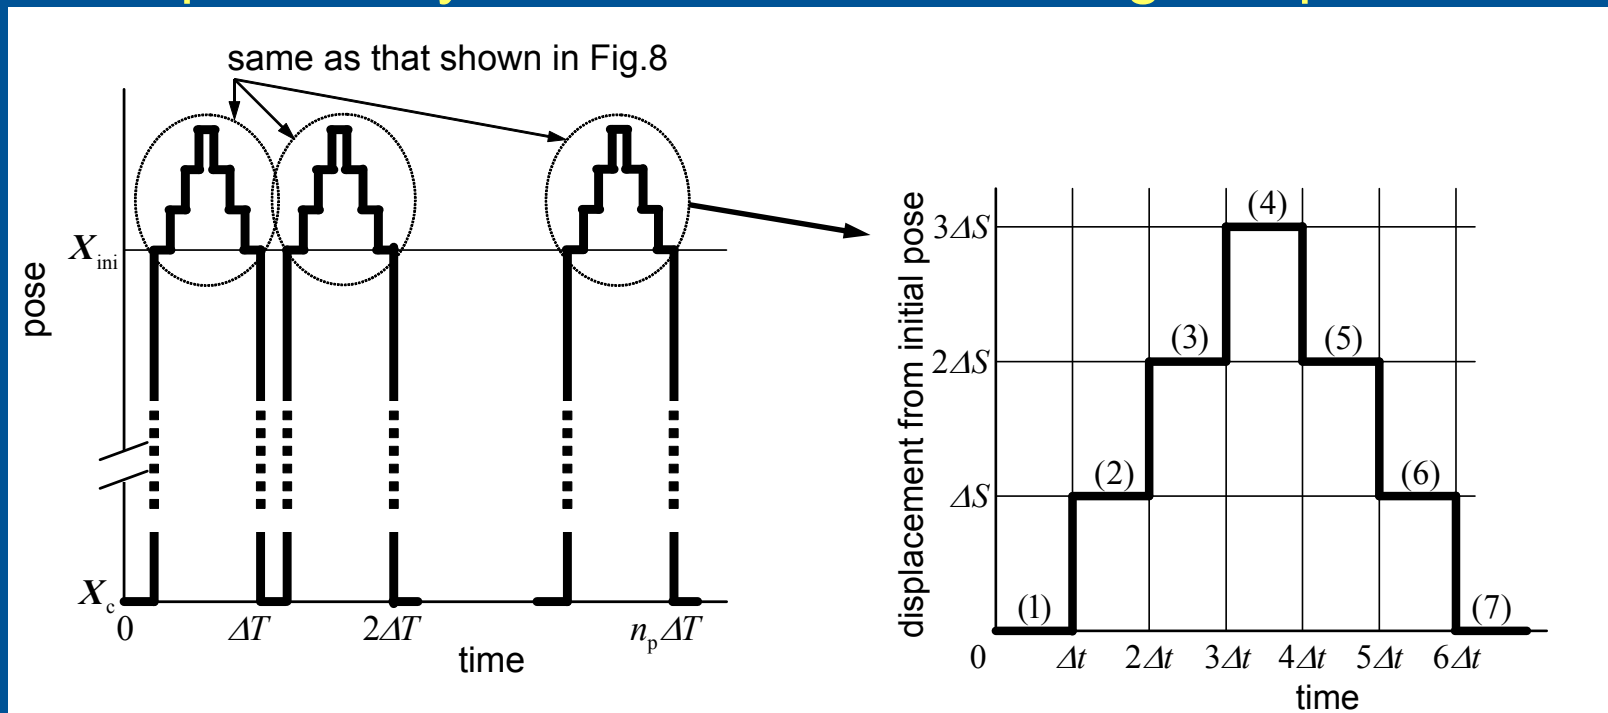 same as that shown in Fig.8
X_ini
pose
X_c
0
ΔT
2ΔT
n_pΔT
time
displacement from initial pose
3ΔS
2ΔS
ΔS
(1)
(2)
(3)
(4)
(5)
(6)
(7)
0
Δt
2Δt
3Δt
4Δt
5Δt
6Δt
time